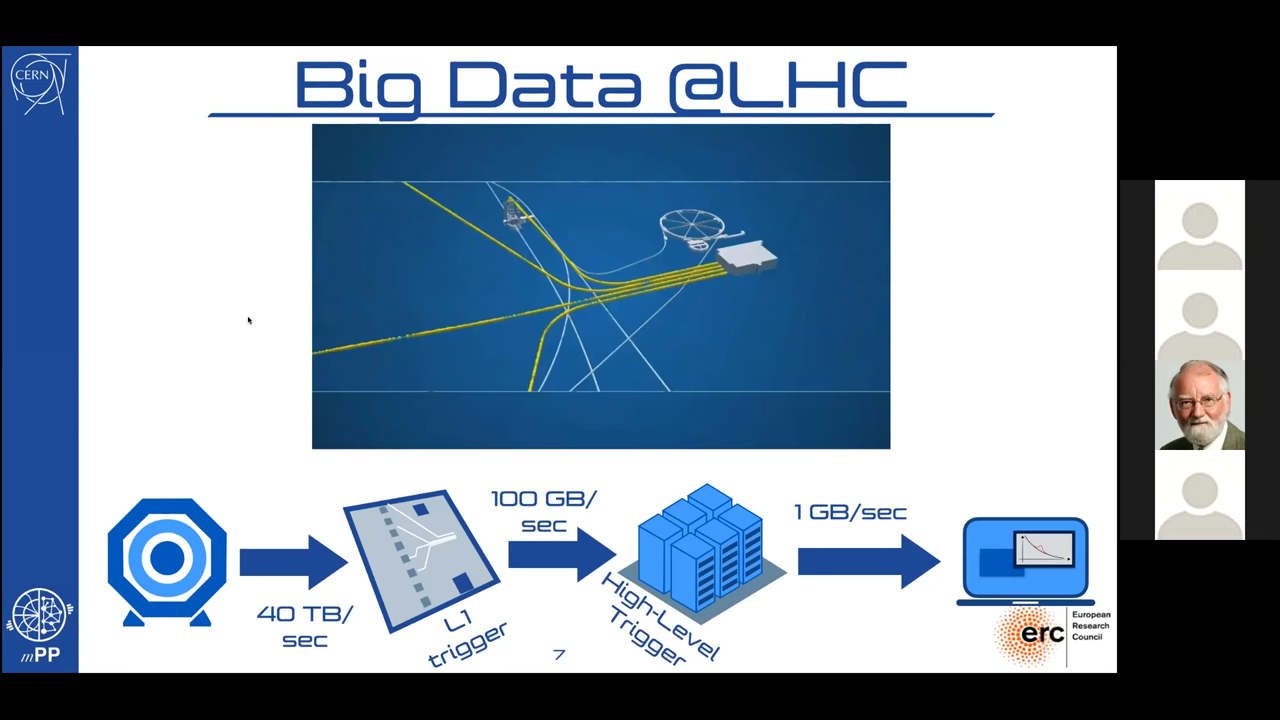 CERN
Big Data @LHC
100 GB/
sec
1 GB/sec
40 TB/
sec
L1
trigger
High-Level
Trigger
7
mPP
erc
European
Research
Council